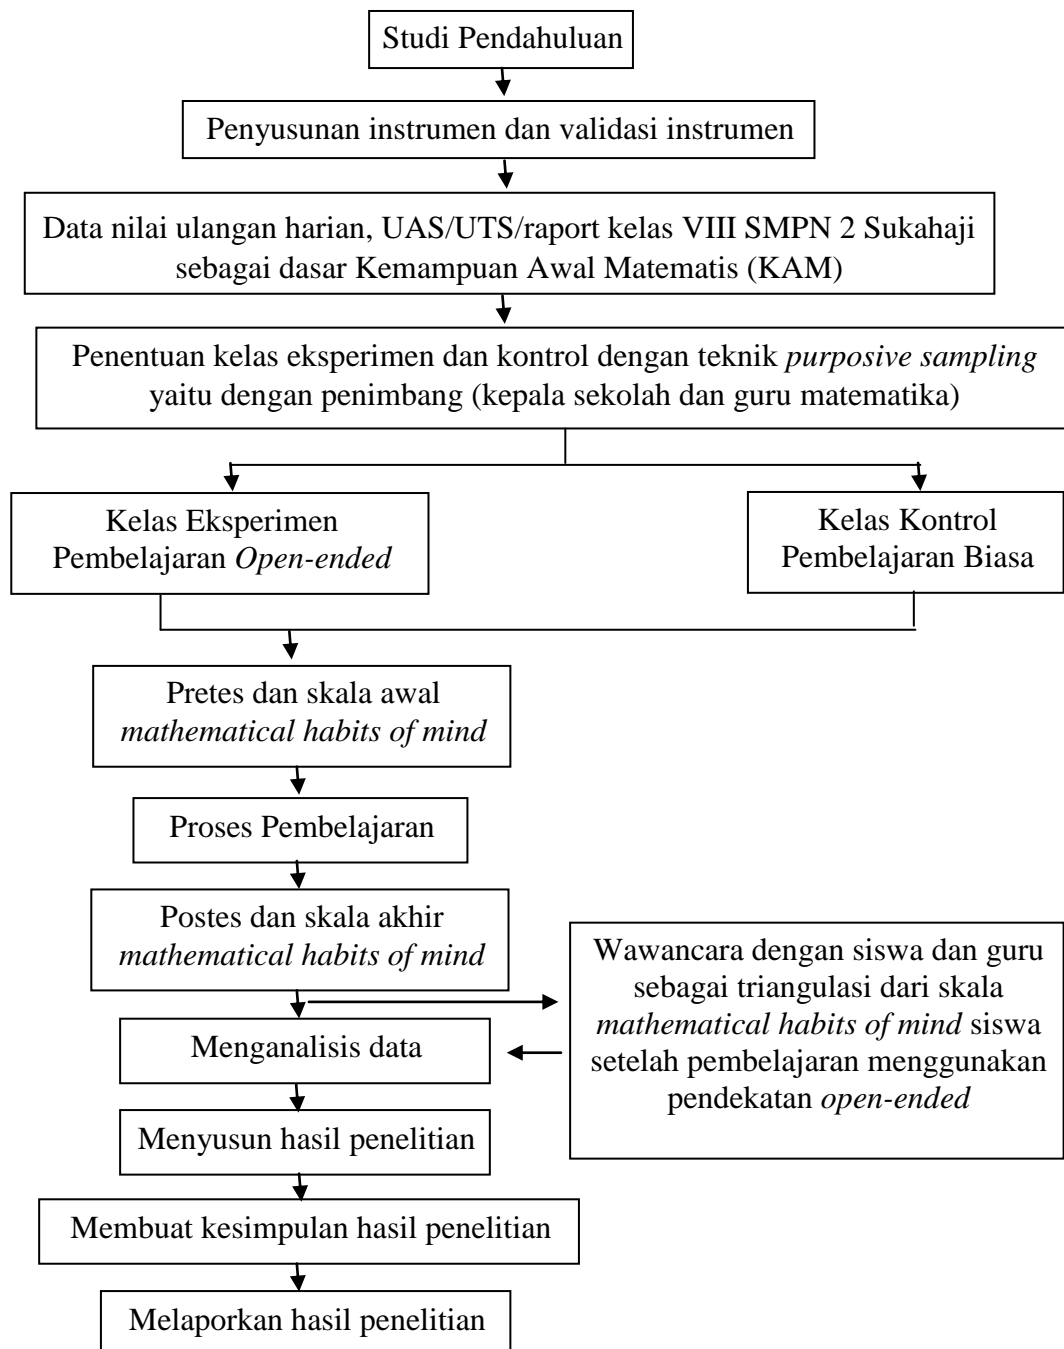 Studi Pendahuluan
Penyusunan instrumen dan validasi instrumen
Data nilai ulangan harian, UAS/UTS/raport kelas VIII SMPN 2 Sukahaji
sebagai dasar Kemampuan Awal Matematis (KAM)
Penentuan kelas eksperimen dan kontrol dengan teknik purposive sampling
yaitu dengan penimbang (kepala sekolah dan guru matematika)
Kelas Eksperimen
Pembelajaran Open-ended
Kelas Kontrol
Pembelajaran Biasa
Pretes dan skala awal
mathematical habits of mind
Proses Pembelajaran
Postes dan skala akhir
mathematical habits of mind
Wawancara dengan siswa dan guru
sebagai triangulasi dari skala
mathematical habits of mind siswa
setelah pembelajaran menggunakan
pendekatan open-ended
Menganalisis data
Menyusun hasil penelitian
Membuat kesimpulan hasil penelitian
Melaporkan hasil penelitian